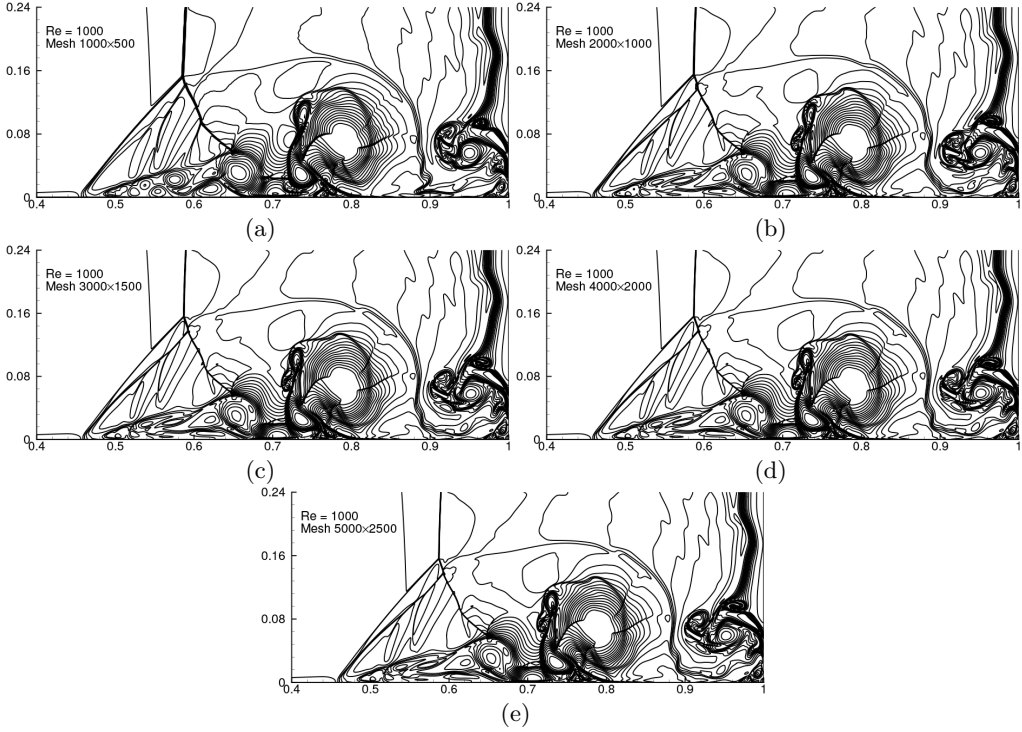 0.24
Re = 1000
Mesh 1000×500
0.16
0.08
0
0.4 0.5 0.6 0.7 0.8 0.9 1
(a)
0.24
Re = 1000
Mesh 2000×1000
0.16
0.08
0
0.4 0.5 0.6 0.7 0.8 0.9 1
(b)
0.24
Re = 1000
Mesh 3000×1500
0.16
0.08
0
0.4 0.5 0.6 0.7 0.8 0.9 1
(c)
0.24
Re = 1000
Mesh 4000×2000
0.16
0.08
0
0.4 0.5 0.6 0.7 0.8 0.9 1
(d)
0.24
Re = 1000
Mesh 5000×2500
0.16
0.08
0
0.4 0.5 0.6 0.7 0.8 0.9 1
(e)